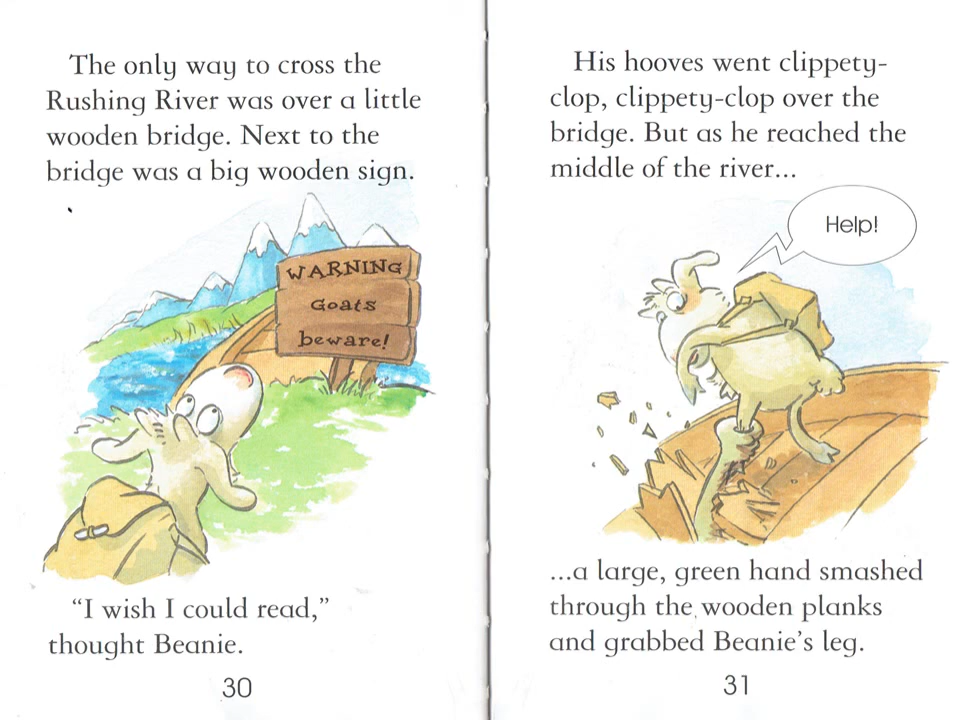 The only way to cross the
Rushing River was over a little
wooden bridge. Next to the
bridge was a big wooden sign.
WARNING
Goats
beware!
“I wish I could read,”
thought Beanie.
30
His hooves went clippety-
clop, clippety-clop over the
bridge. But as he reached the
middle of the river...
Help!
...a large, green hand smashed
through the wooden planks
and grabbed Beanie’s leg.
31